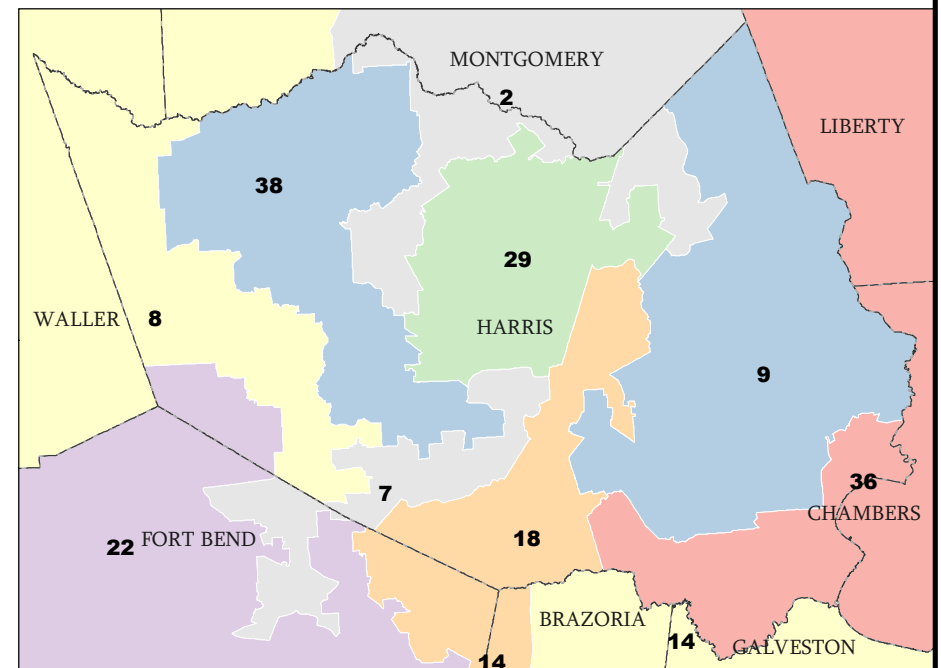 MONTGOMERY
2
LIBERTY
38
29
WALLER
8
HARRIS
9
36
7
CHAMBERS
22
FORT BEND
18
BRAZORIA
14
GALVESTON
14